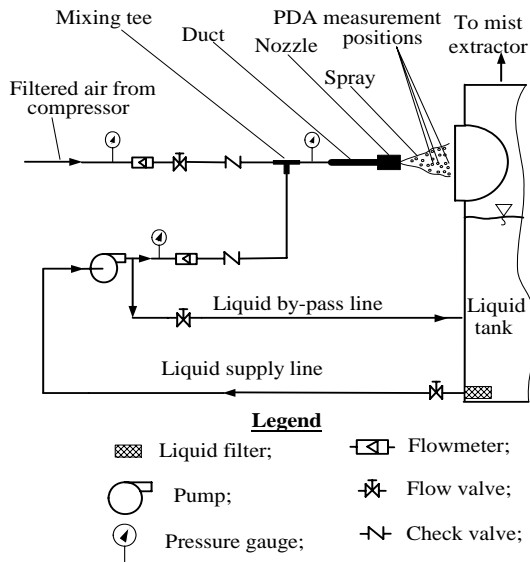 Mixing tee
Duct
Nozzle
PDA measurement
positions
Spray
To mist
extractor
Filtered air from
compressor
Liquid by-pass line
Liquid
tank
Liquid supply line
Legend
Liquid filter;
Flowmeter;
Pump;
Flow valve;
Pressure gauge;
Check valve;